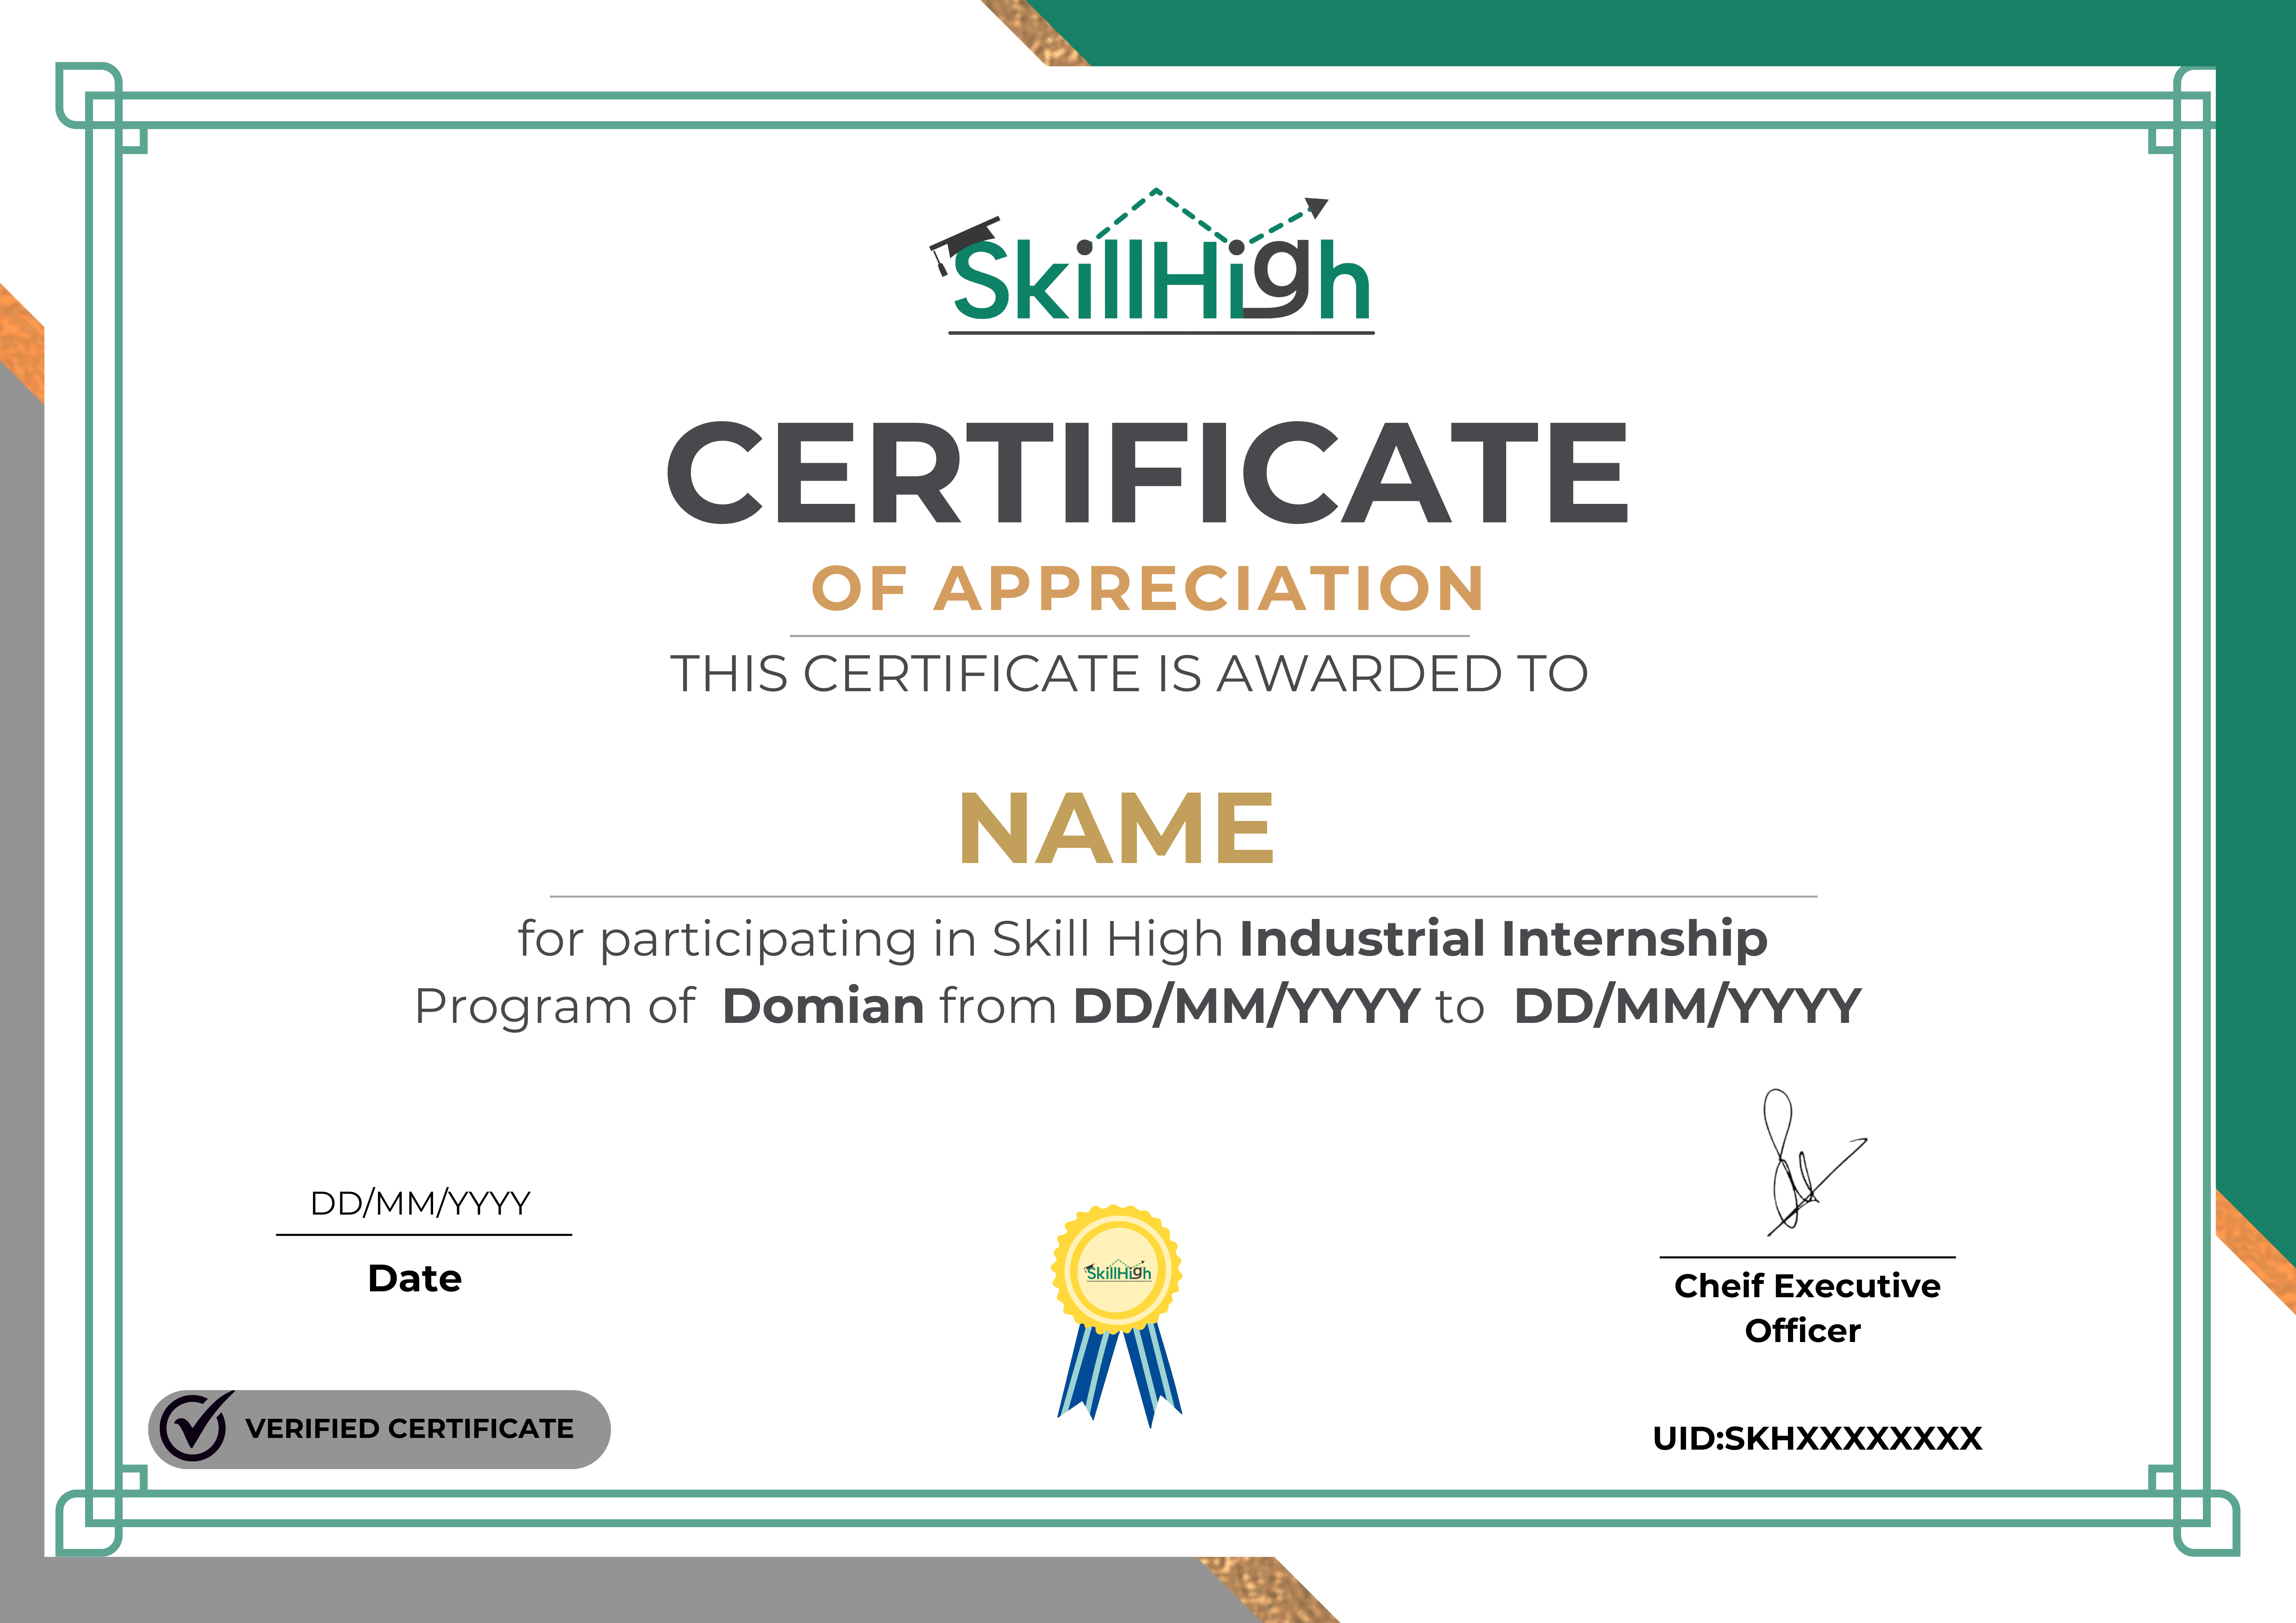 SkillHigh
CERTIFICATE
OF APPRECIATION
THIS CERTIFICATE IS AWARDED TO
NAME
for participating in Skill High Industrial Internship
Program of Domian from DD/MM/YYYY to DD/MM/YYYY
DD/MM/YYYY
Date
SkillHigh
Cheif Executive
Officer
VERIFIED CERTIFICATE
UID:SKHXXXXXXXX